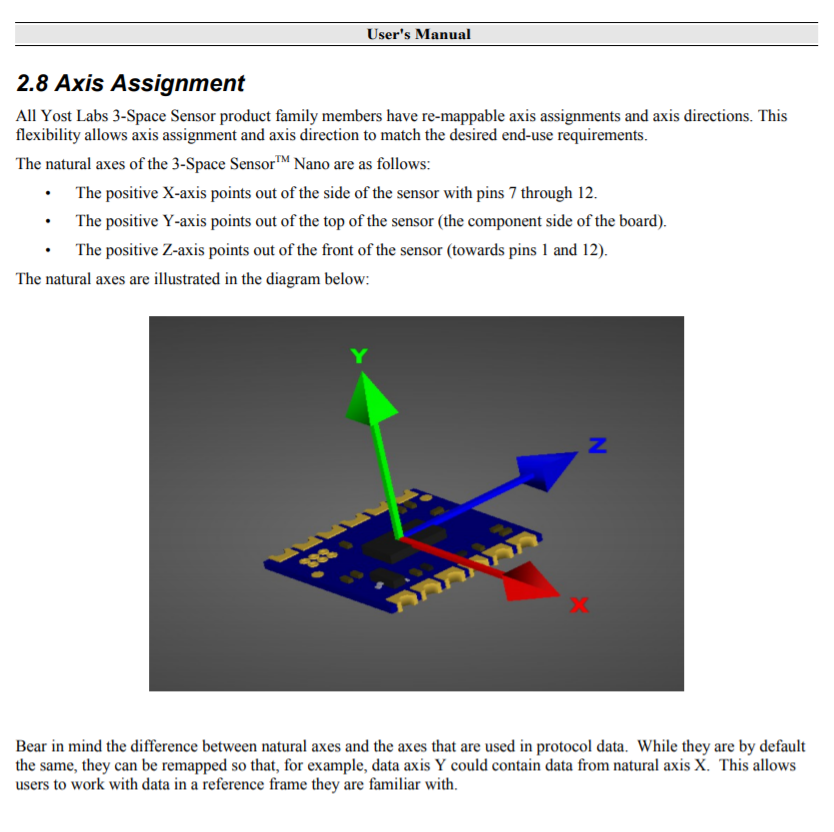 User's Manual
2.8 Axis Assignment
All Yost Labs 3-Space Sensor product family members have re-mappable axis assignments and axis directions. This
flexibility allows axis assignment and axis direction to match the desired end-use requirements.
The natural axes of the 3-Space Sensor™ Nano are as follows:
• The positive X-axis points out of the side of the sensor with pins 7 through 12.
• The positive Y-axis points out of the top of the sensor (the component side of the board).
• The positive Z-axis points out of the front of the sensor (towards pins 1 and 12).
The natural axes are illustrated in the diagram below:
Y
Z
X
Bear in mind the difference between natural axes and the axes that are used in protocol data. While they are by default
the same, they can be remapped so that, for example, data axis Y could contain data from natural axis X. This allows
users to work with data in a reference frame they are familiar with.